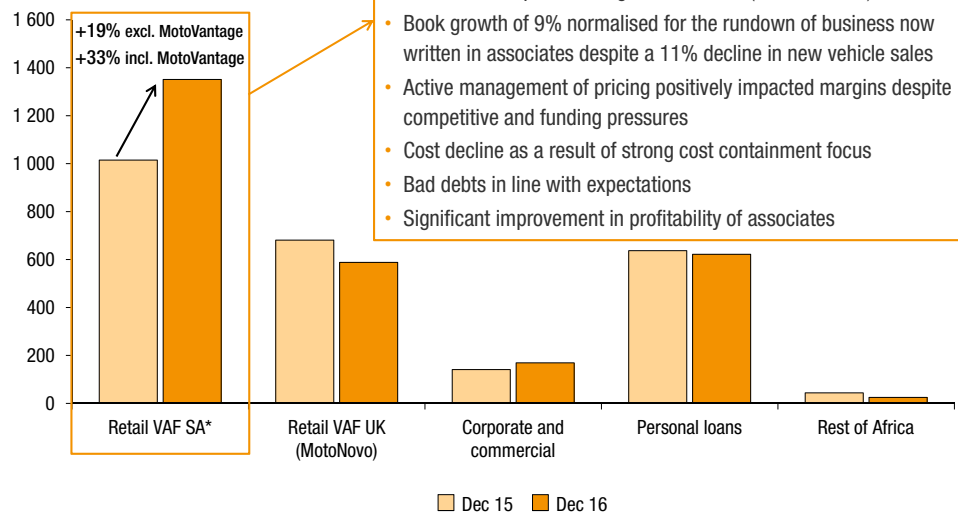 1 600
1 400
1 200
1 000
800
600
400
200
0
+19% excl. MotoVantage
+33% incl. MotoVantage
• Book growth of 9% normalised for the rundown of business now
written in associates despite a 11% decline in new vehicle sales
• Active management of pricing positively impacted margins despite
competitive and funding pressures
• Cost decline as a result of strong cost containment focus
• Bad debts in line with expectations
• Significant improvement in profitability of associates
Retail VAF SA*
Retail VAF UK
(MotoNovo)
Corporate and
commercial
Personal loans
Rest of Africa
Dec 15
Dec 16